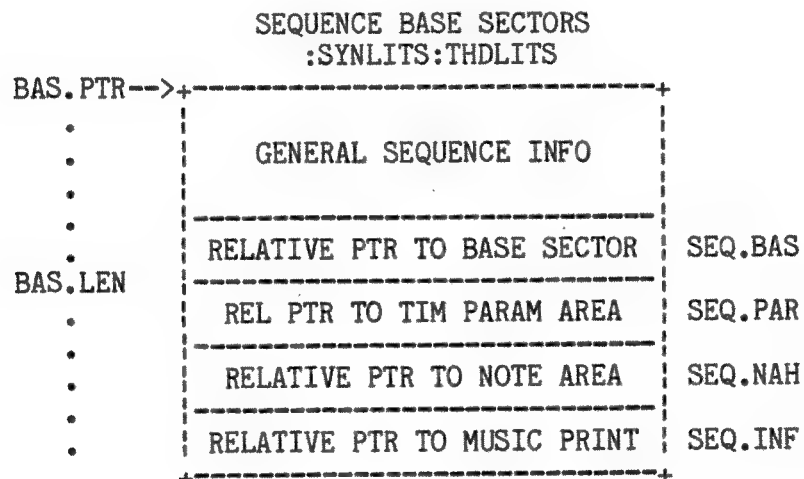 SEQUENCE BASE SECTORS
:SYNLITS:THDLITS
BAS.PTR-->
GENERAL SEQUENCE INFO
RELATIVE PTR TO BASE SECTOR SEQ.BAS
BAS.LEN
REL PTR TO TIM PARAM AREA SEQ.PAR
RELATIVE PTR TO NOTE AREA SEQ.NAH
RELATIVE PTR TO MUSIC PRINT SEQ.INF